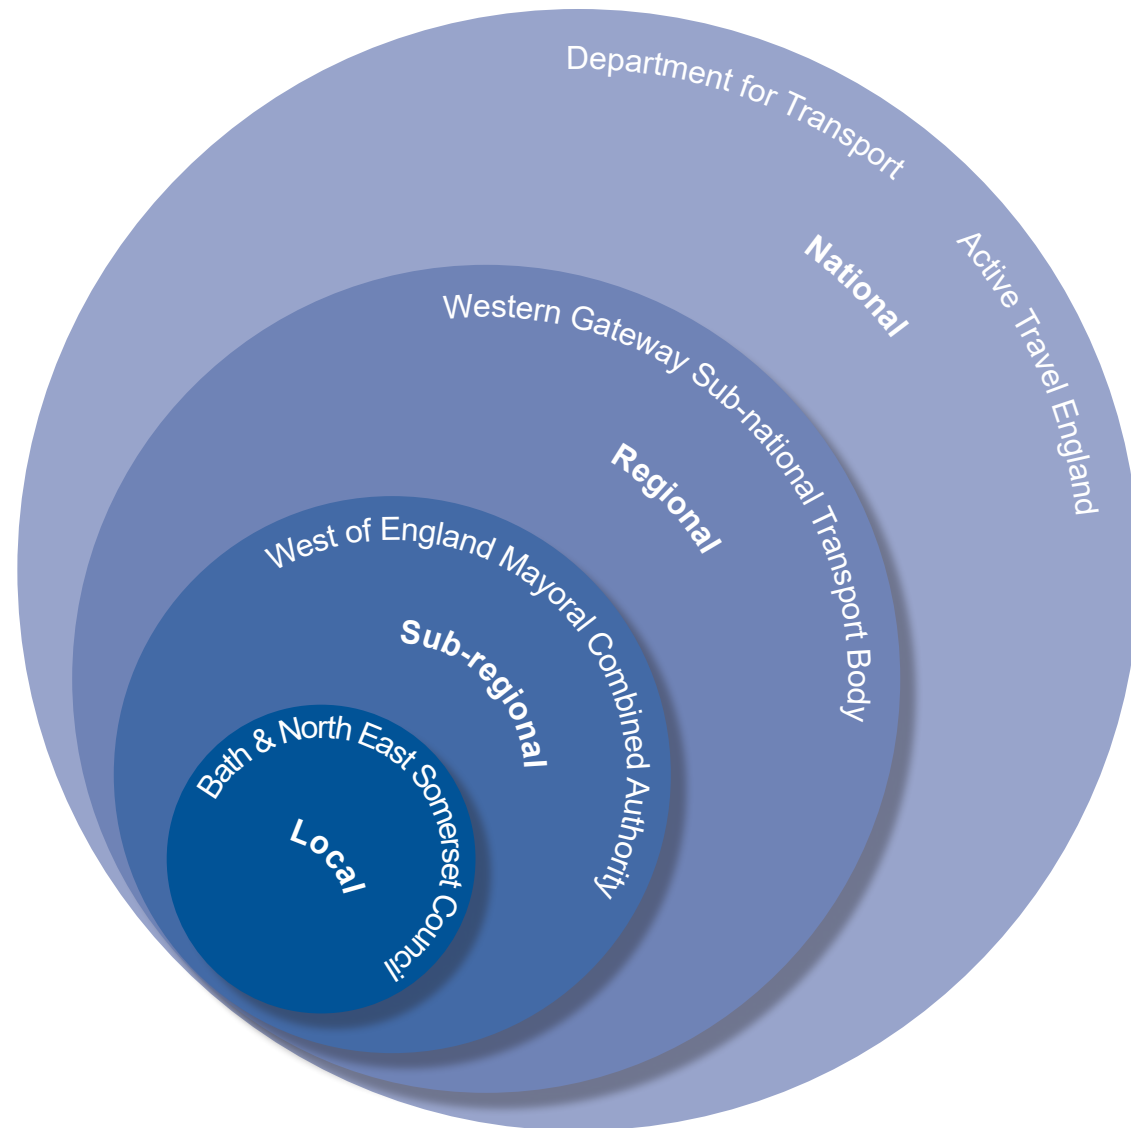 Department for Transport
Active Travel England
National
Western Gateway Sub-national Transport Body
Regional
West of England Mayoral Combined Authority
Sub-regional
Bath & North East Somerset Council
Local